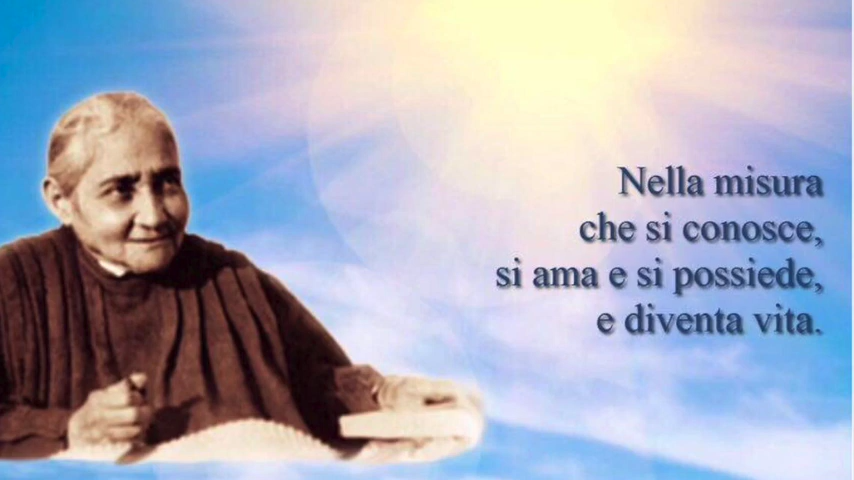 Nella misura
che si conosce,
si ama e si possiede,
e diventa vita.